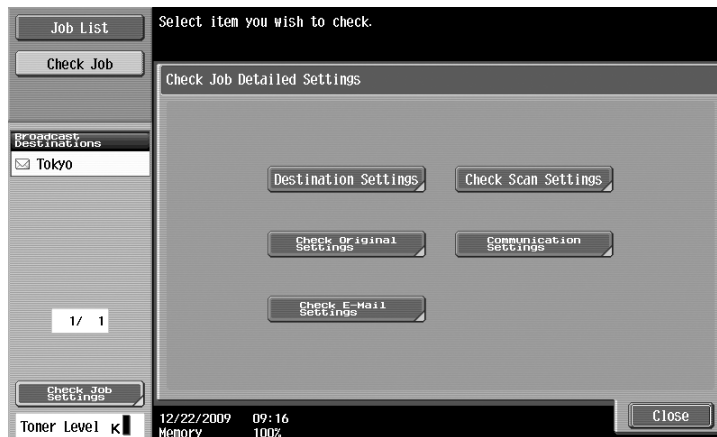 Job List
Select item you wish to check.
Check Job
Check Job Detailed Settings
Broadcast
Destinations
Tokyo
Destination Settings
Check Scan Settings
Check Original
Settings
Communication
Settings
Check E-Mail
Settings
1/ 1
Check Job
Settings
Close
Toner Level K
12/22/2009 09:16
Memory 100%